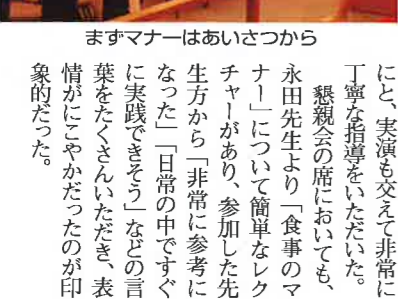 まずマナーはあいさつから
にと、実演も交えて非常に
丁寧な指導をいただいた。
懇親会の席においても、
永田先生より「食事のマ
ナー」について簡単なレク
チャーがあり、参加した先
生方から「非常に参考に
なった」「日常の中ですぐ
に実践できそう」などの言
葉をたくさんいただき、表
情がにこやかだったのが印
象的だった。